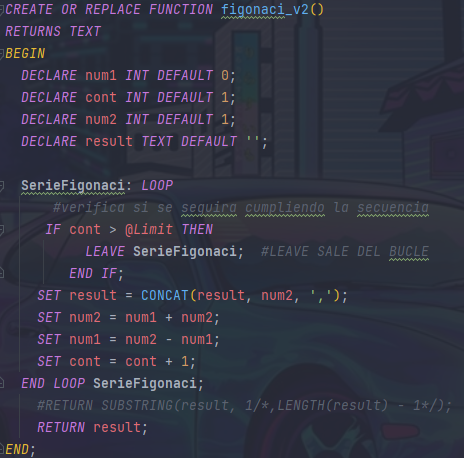 CREATE OR REPLACE FUNCTION figonaci_v2()
RETURNS TEXT
BEGIN
DECLARE num1 INT DEFAULT 0;
DECLARE cont INT DEFAULT 1;
DECLARE num2 INT DEFAULT 1;
DECLARE result TEXT DEFAULT '';
SerieFigonaci: LOOP
#verifica si se seguira cumpliendo la secuencia
IF cont > @Limit THEN
LEAVE SerieFigonaci; #LEAVE SALE DEL BUCLE
END IF;
SET result = CONCAT(result, num2, ',');
SET num2 = num1 + num2;
SET num1 = num2 - num1;
SET cont = cont + 1;
END LOOP SerieFigonaci;
#RETURN SUBSTRING(result, 1/*,LENGTH(result) - 1*/);
RETURN result;
END;